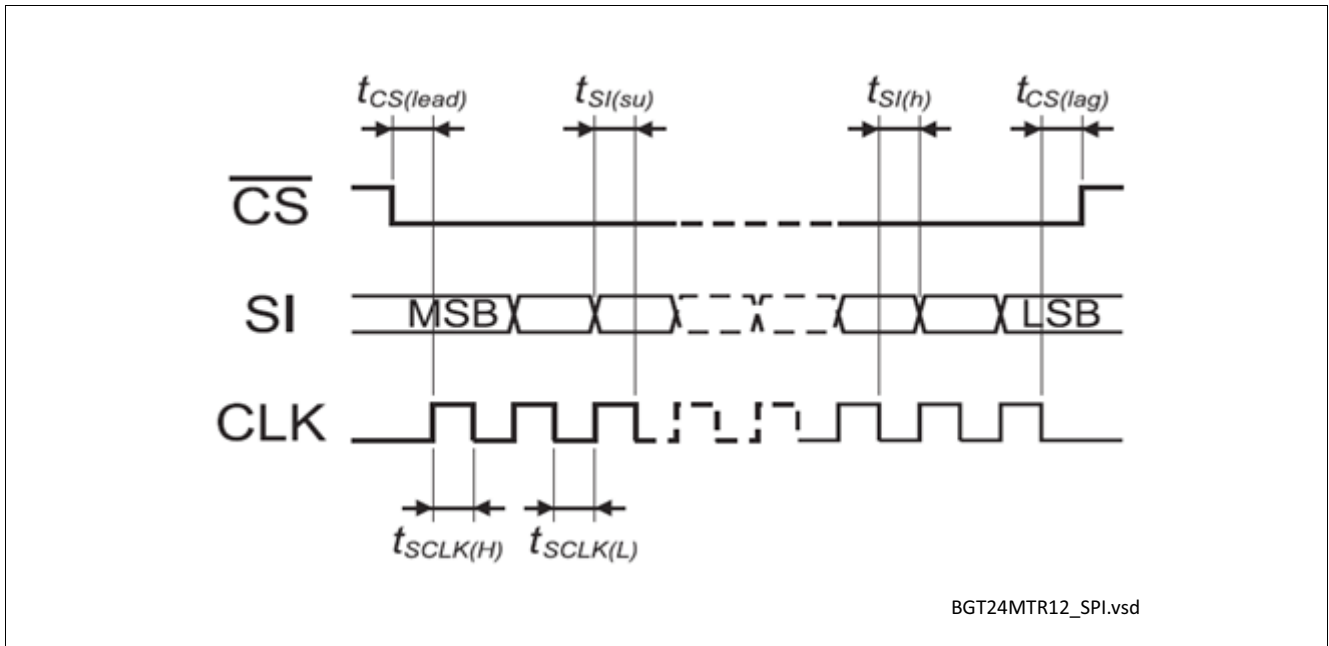 tCS(lead) tSI(su) tSI(h) tCS(lag)
CS
SI MSB LSB
CLK
tSCLK(H) tSCLK(L)
BGT24MTR12_SPI.vsd